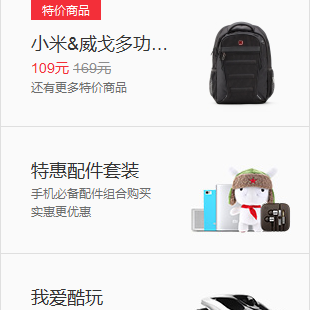 特价商品
小米&威戈多功...
109元 169元
还有更多特价商品
特惠配件套装
手机必备配件组合购买
实惠更优惠
我爱酷玩